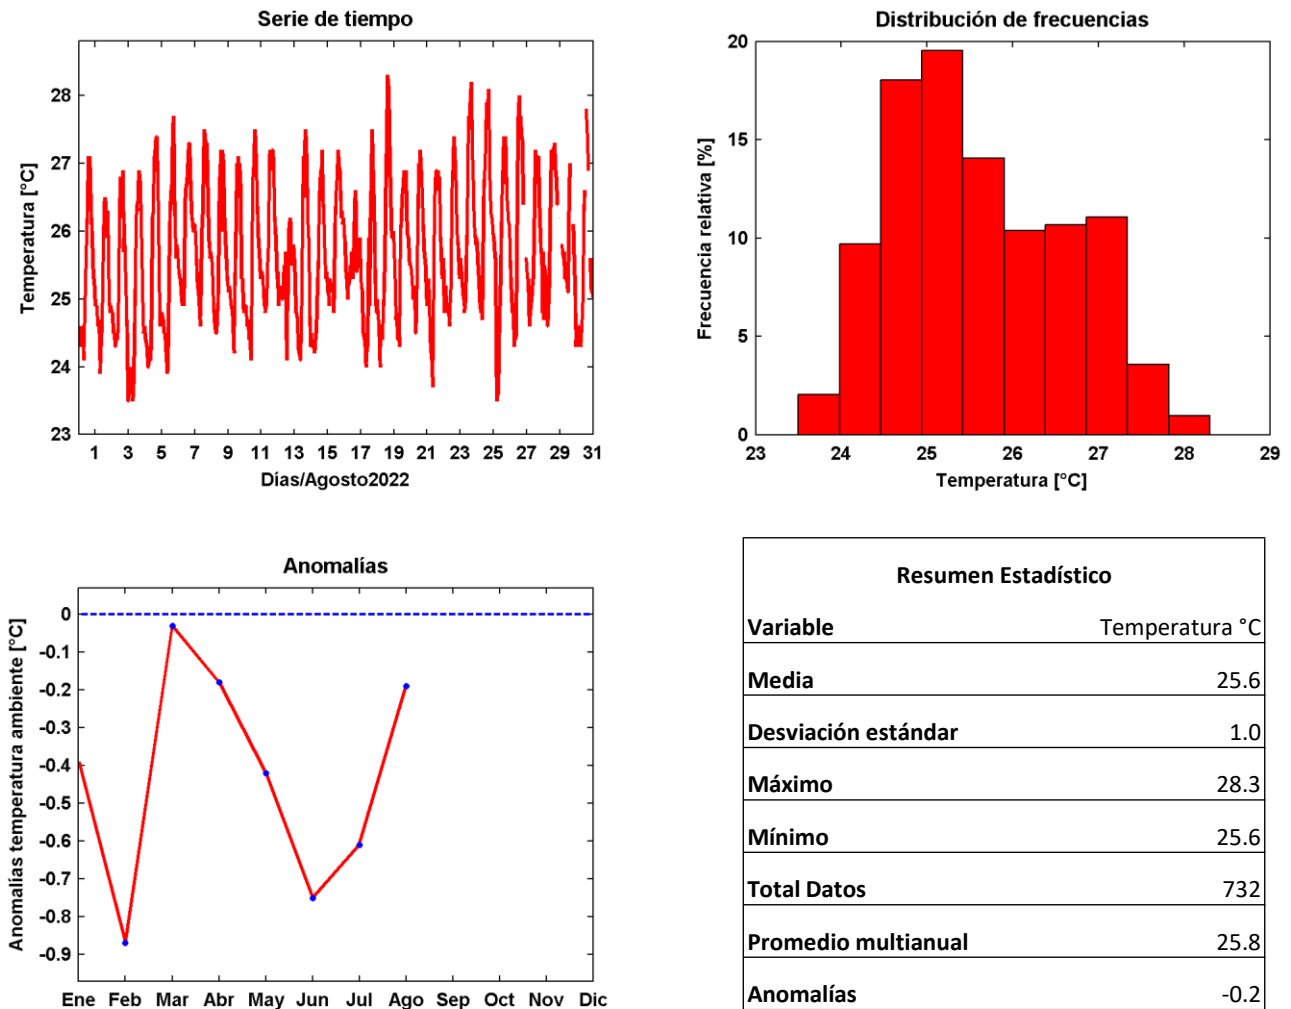 Serie de tiempo
Temperatura [°C]
28
27
26
25
24
23
1 3 5 7 9 11 13 15 17 19 21 23 25 27 29 31
Días/Agosto2022
Distribución de frecuencias
Frecuencia relativa [%]
20
15
10
5
0
23 24 25 26 27 28 29
Temperatura [°C]
Anomalías
Anomalías temperatura ambiente [°C]
0
-0.1
-0.2
-0.3
-0.4
-0.5
-0.6
-0.7
-0.8
-0.9
Ene Feb Mar Abr May Jun Jul Ago Sep Oct Nov Dic
Resumen Estadístico
Variable Temperatura °C
Media 25.6
Desviación estándar 1.0
Máximo 28.3
Mínimo 25.6
Total Datos 732
Promedio multianual 25.8
Anomalías -0.2